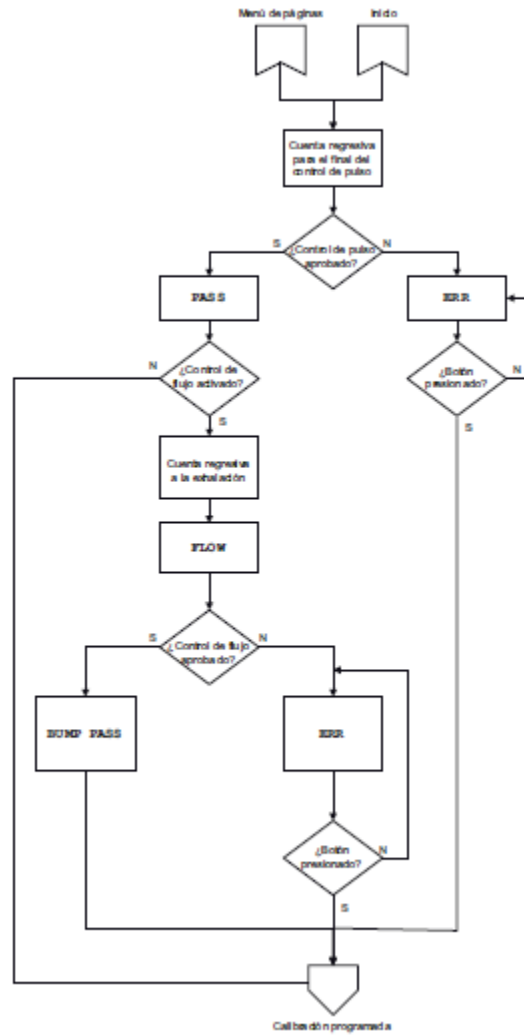 Menú de páginas
Inicio
Cuenta regresiva
para el final del
control de pulso
¿Control de pulso
aprobado?
S
N
PASS
ERR
¿Control de
flujo activado?
N
S
¿Botón
presionado?
N
S
Cuenta regresiva
a la exhalación
FLOW
¿Control de flujo
aprobado?
S
N
BUMP PASS
ERR
¿Botón
presionado?
N
S
Calibración programada